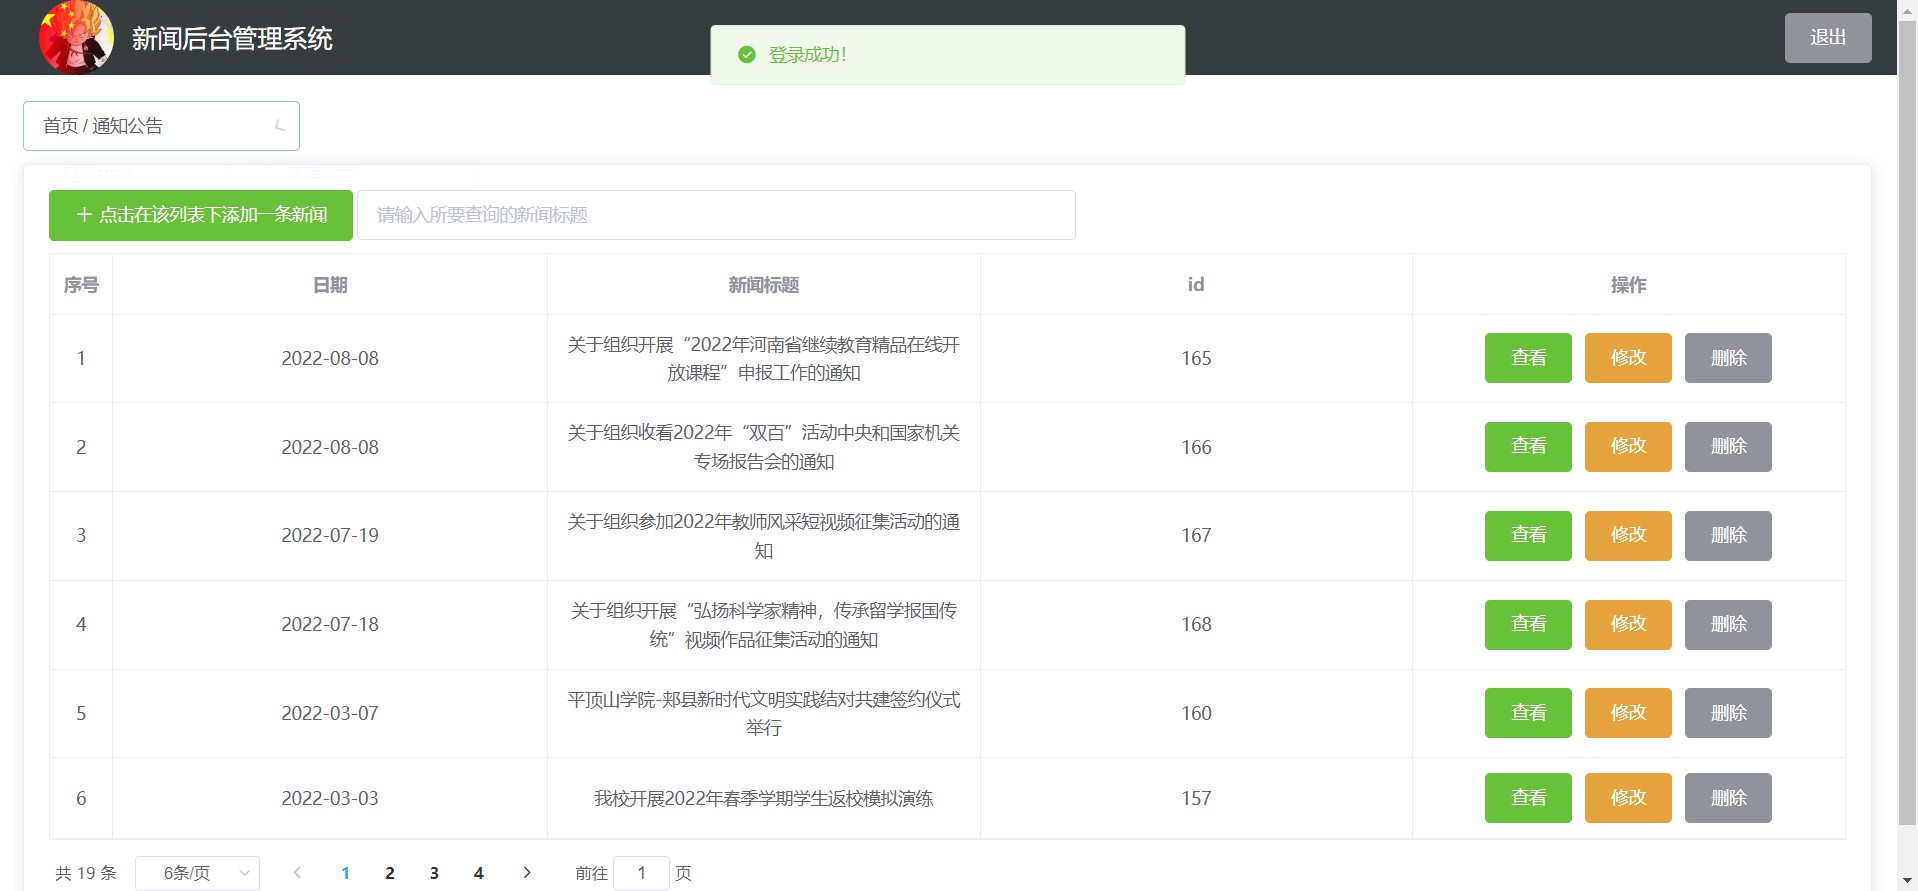 新闻后台管理系统
登录成功!
退出
首页 / 通知公告
+ 点击在该列表下添加一条新闻
请输入所要查询的新闻标题
序号 日期 新闻标题 id 操作
1 2022-08-08 关于组织开展“2022年河南省继续教育精品在线开 165 查看 修改 删除
放课程”申报工作的通知
2 2022-08-08 关于组织收看2022年“双百”活动中央和国家机关 166 查看 修改 删除
专场报告会的通知
3 2022-07-19 关于组织参加2022年教师风采短视频征集活动的通 167 查看 修改 删除
知
4 2022-07-18 关于组织开展“弘扬科学家精神，传承留学报国传 168 查看 修改 删除
统”视频作品征集活动的通知
5 2022-03-07 平顶山学院-郏县新时代文明实践结对共建签约仪式 160 查看 修改 删除
举行
6 2022-03-03 我校开展2022年春季学期学生返校模拟演练 157 查看 修改 删除
共 19 条 6条/页 1 2 3 4 前往 1 页